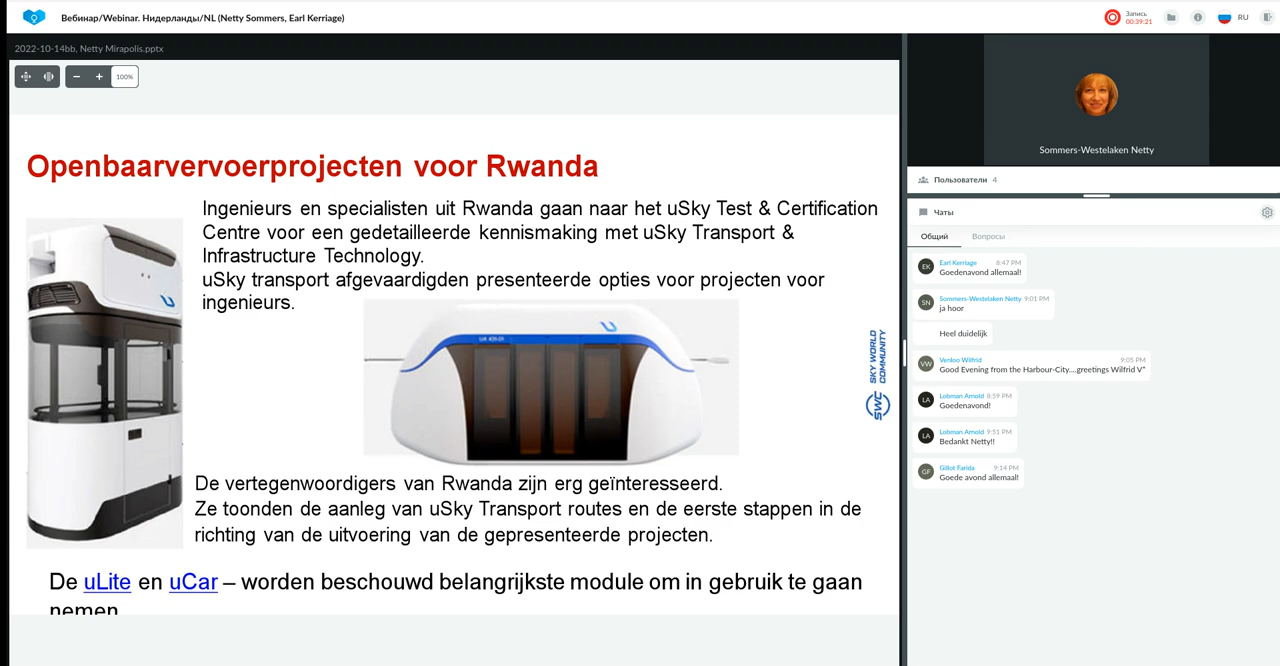 Вебинар/Webinar. Нидерланды/NL (Netty Sommers, Earl Kerriage)
Запись
00:39:21
RU
2022-10-14bb, Netty Mirapolis.pptx
100%
Openbaarvervoerprojecten voor Rwanda
Ingenieurs en specialisten uit Rwanda gaan naar het uSky Test & Certification
Centre voor een gedetailleerde kennismaking met uSky Transport &
Infrastructure Technology.
uSky transport afgevaardigden presenteerde opties voor projecten voor
ingenieurs.
SWC SKY WORLD
COMMUNITY
De vertegenwoordigers van Rwanda zijn erg geïnteresseerd.
Ze toonden de aanleg van uSky Transport routes en de eerste stappen in de
richting van de uitvoering van de gepresenteerde projecten.
De uLite en uCar – worden beschouwd belangrijkste module om in gebruik te gaan
nemen
Sommers-Westelaken Netty
Пользователи 4
Чаты
Общий Вопросы
EK Earl Kerriage 8:47 PM
Goedenavond allemaal!
SN Sommers-Westelaken Netty 9:01 PM
ja hoor
Heel duidelijk
VW Venloo Wilfrid 9:05 PM
Good Evening from the Harbour-City....greetings Wilfrid V"
LA Lobman Arnold 8:59 PM
Goedenavond!
LA Lobman Arnold 9:51 PM
Bedankt Netty!!
GF Gillot Farida 9:14 PM
Goede avond allemaal!